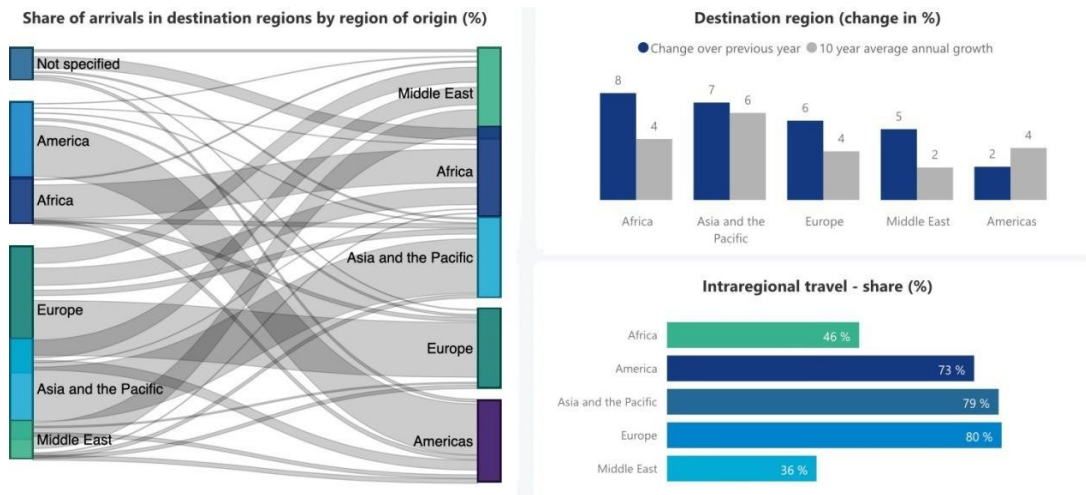 Share of arrivals in destination regions by region of origin (%)
Not specified
America
Africa
Europe
Asia and the Pacific
Middle East
Middle East
Africa
Asia and the Pacific
Europe
Americas
Destination region (change in %)
Change over previous year
10 year average annual growth
8
4
7
6
6
4
5
2
2
4
Africa
Asia and the
Pacific
Europe
Middle East
Americas
Intraregional travel - share (%)
Africa
46 %
America
73 %
Asia and the Pacific
79 %
Europe
80 %
Middle East
36 %